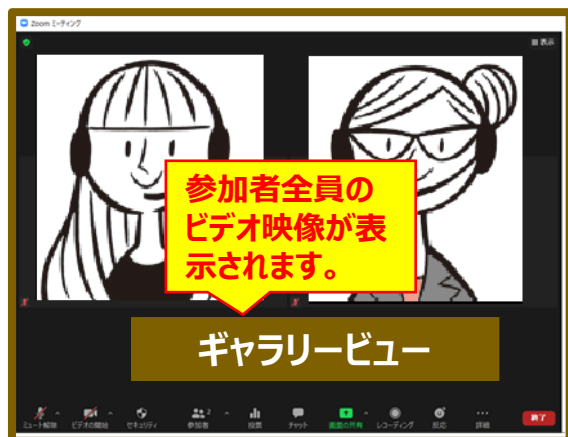 Zoom ミーティング
表示
参加者全員の
ビデオ映像が表
示されます。
ギャラリービュー
2
ミュート解除 ビデオの開始 セキュリティ 参加者 投票 チャット 画面の共有 レコーディング 反応 詳細 終了